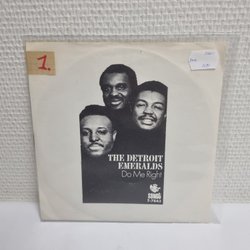 1.
THE DETROIT
EMERALDS
Do Me Right